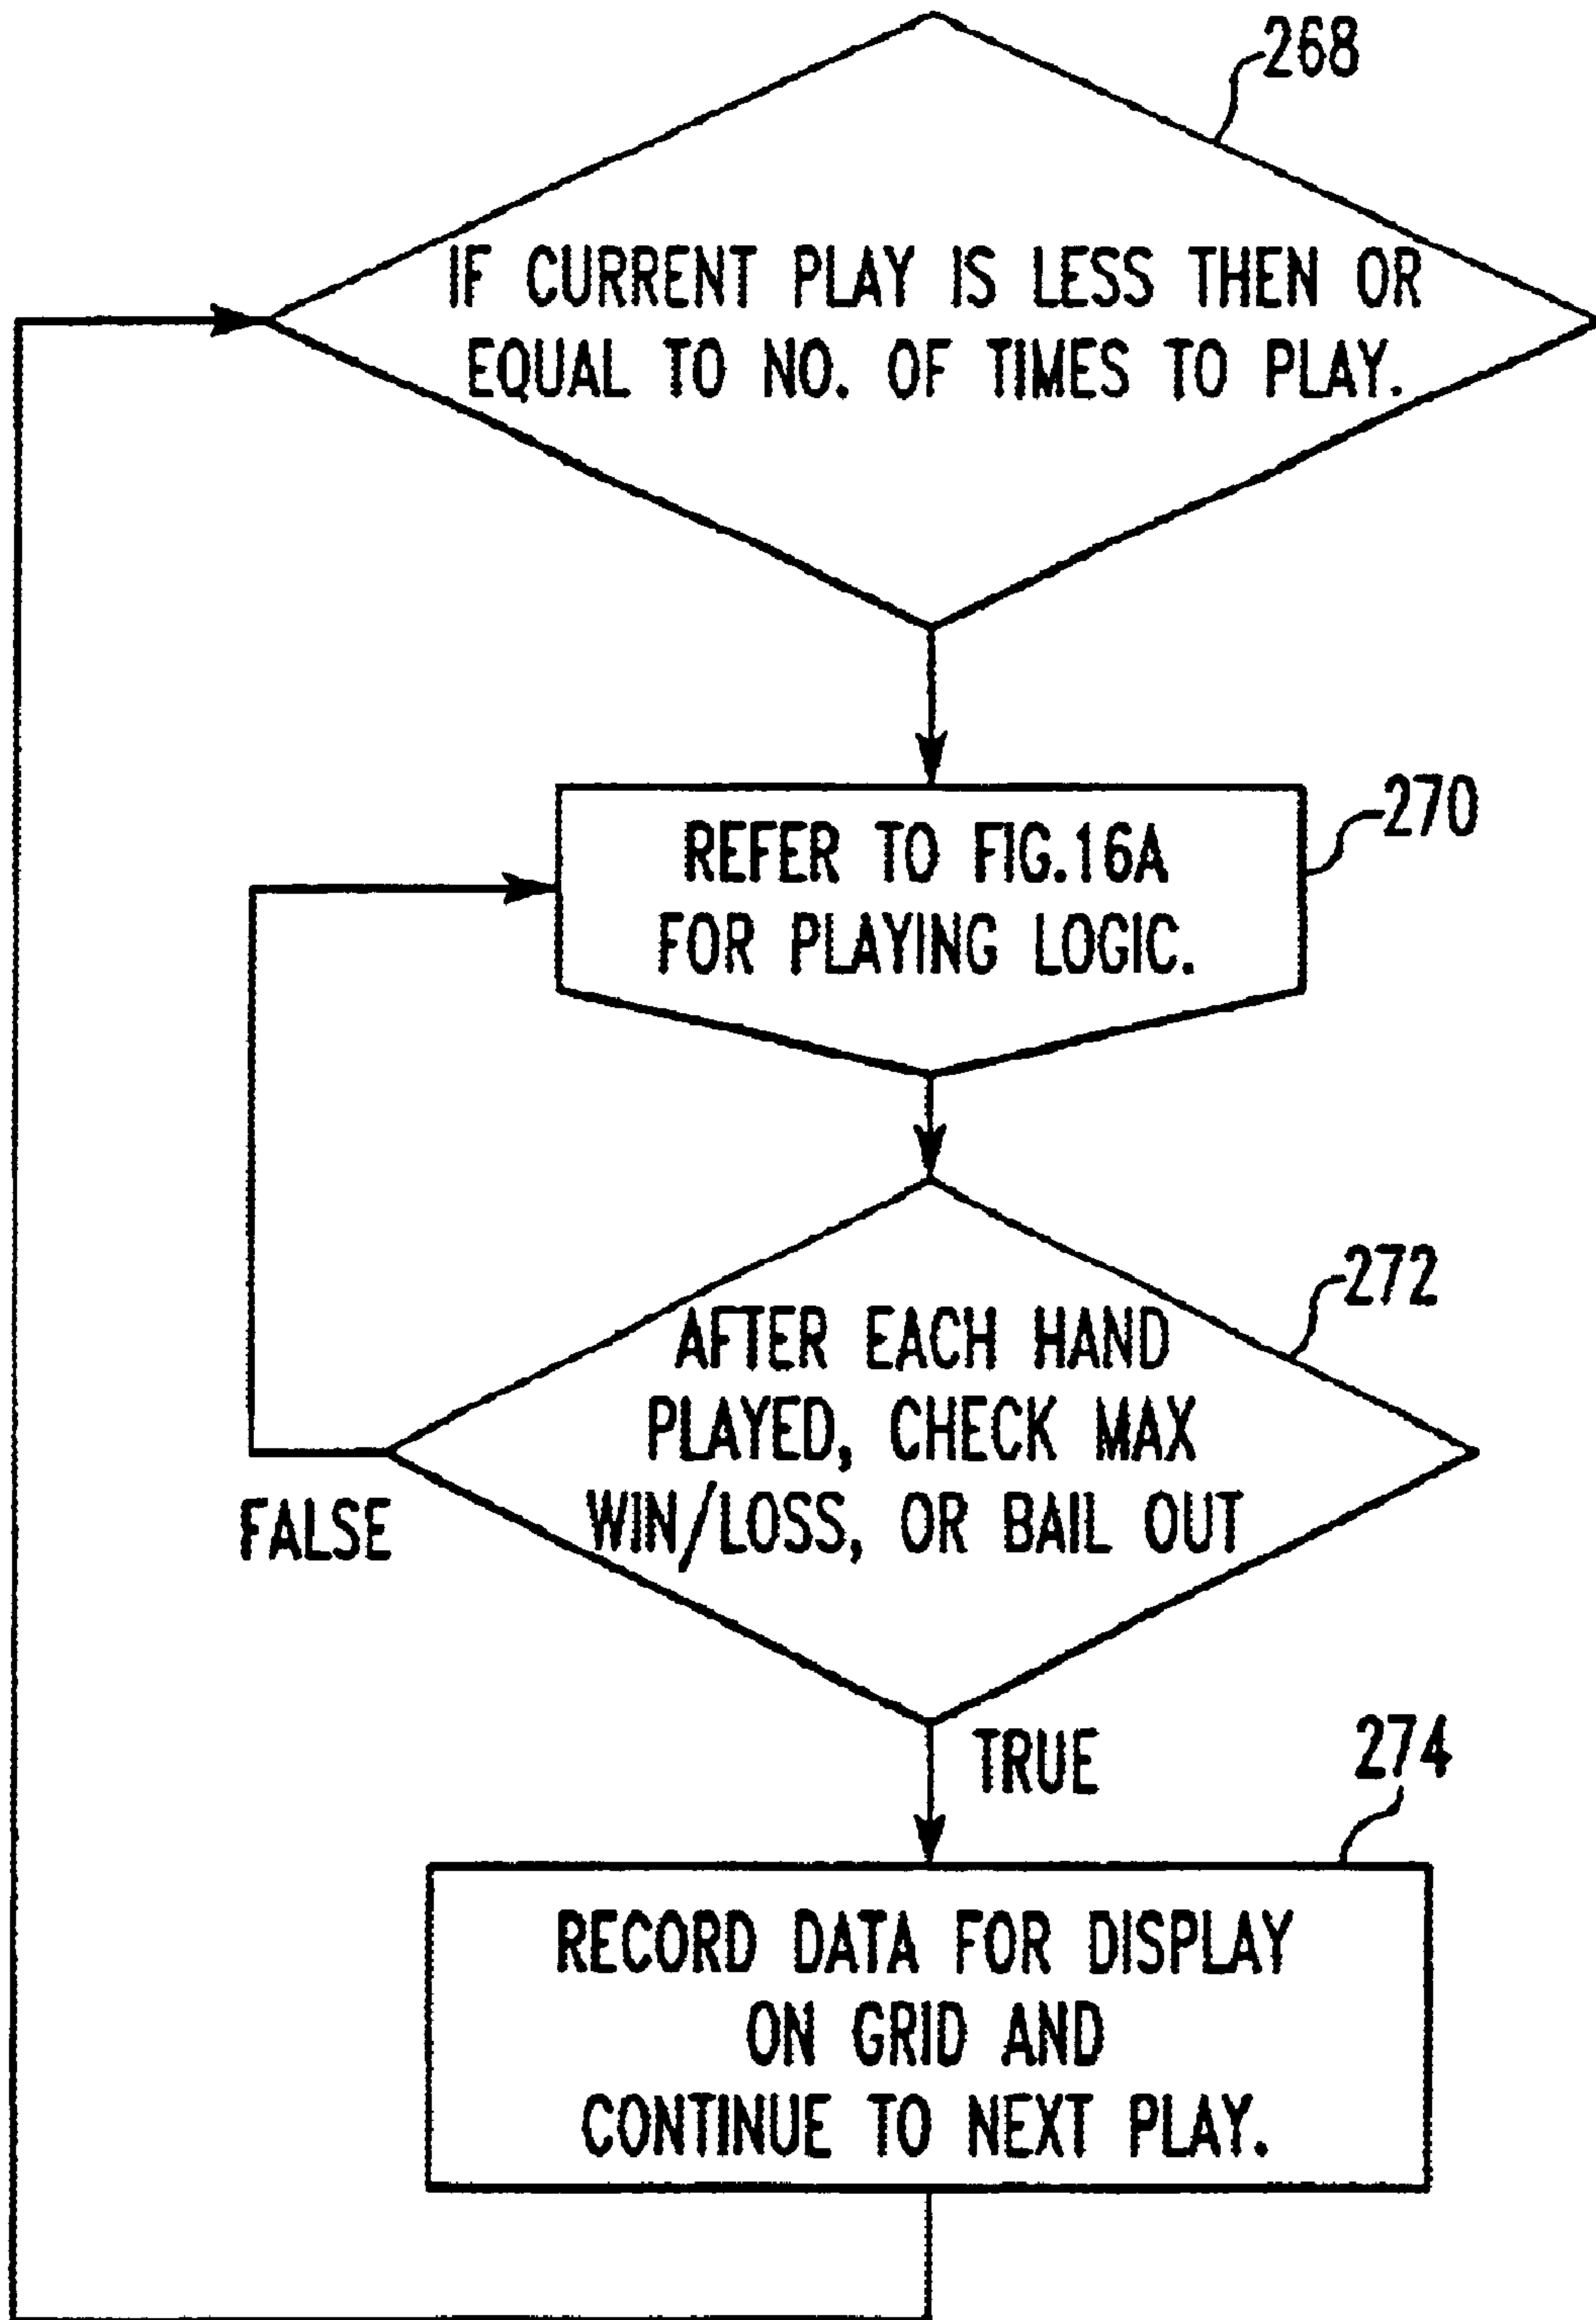 268
IF CURRENT PLAY IS LESS THEN OR
EQUAL TO NO. OF TIMES TO PLAY.
270
REFER TO FIG.16A
FOR PLAYING LOGIC.
272
AFTER EACH HAND
PLAYED, CHECK MAX
WIN/LOSS, OR BAIL OUT
FALSE
TRUE
274
RECORD DATA FOR DISPLAY
ON GRID AND
CONTINUE TO NEXT PLAY.